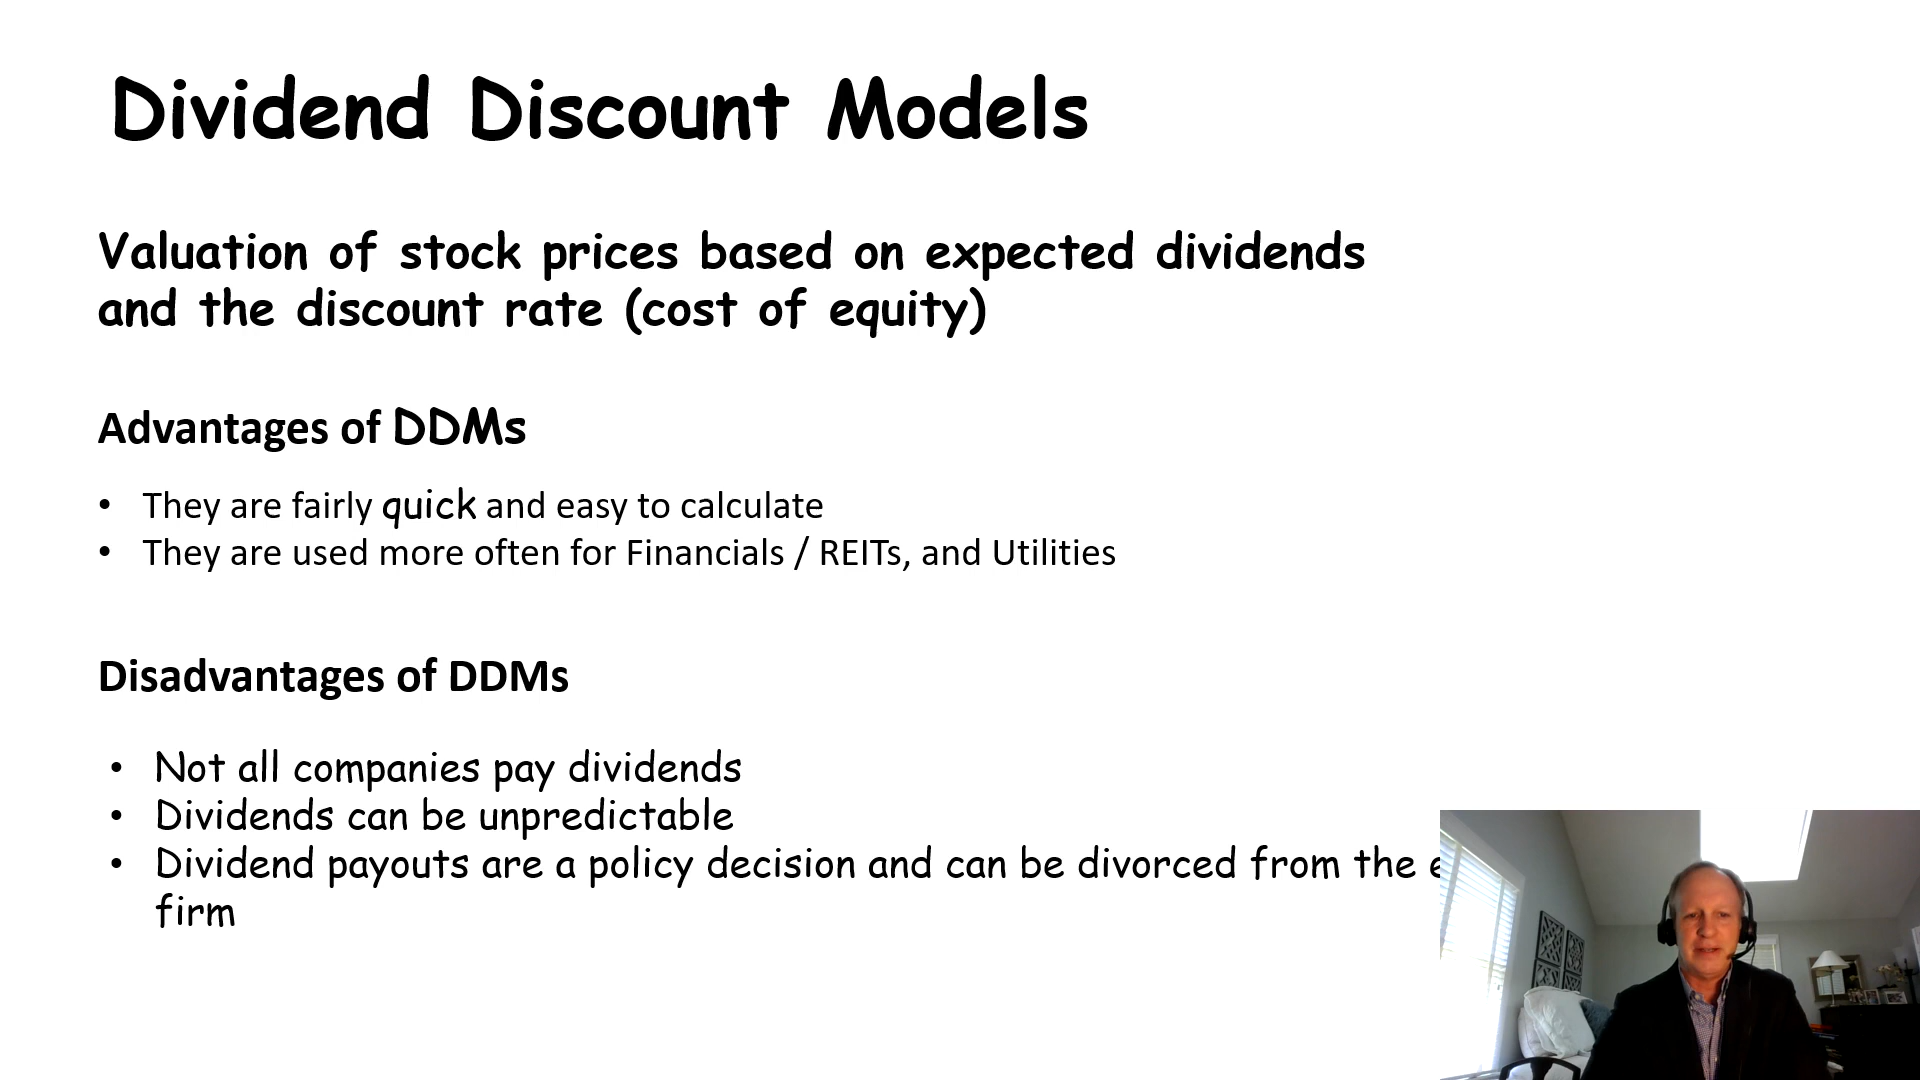 Dividend Discount Models
Valuation of stock prices based on expected dividends
and the discount rate (cost of equity)
Advantages of DDMs
• They are fairly quick and easy to calculate
• They are used more often for Financials / REITs, and Utilities
Disadvantages of DDMs
• Not all companies pay dividends
• Dividends can be unpredictable
• Dividend payouts are a policy decision and can be divorced from the
firm